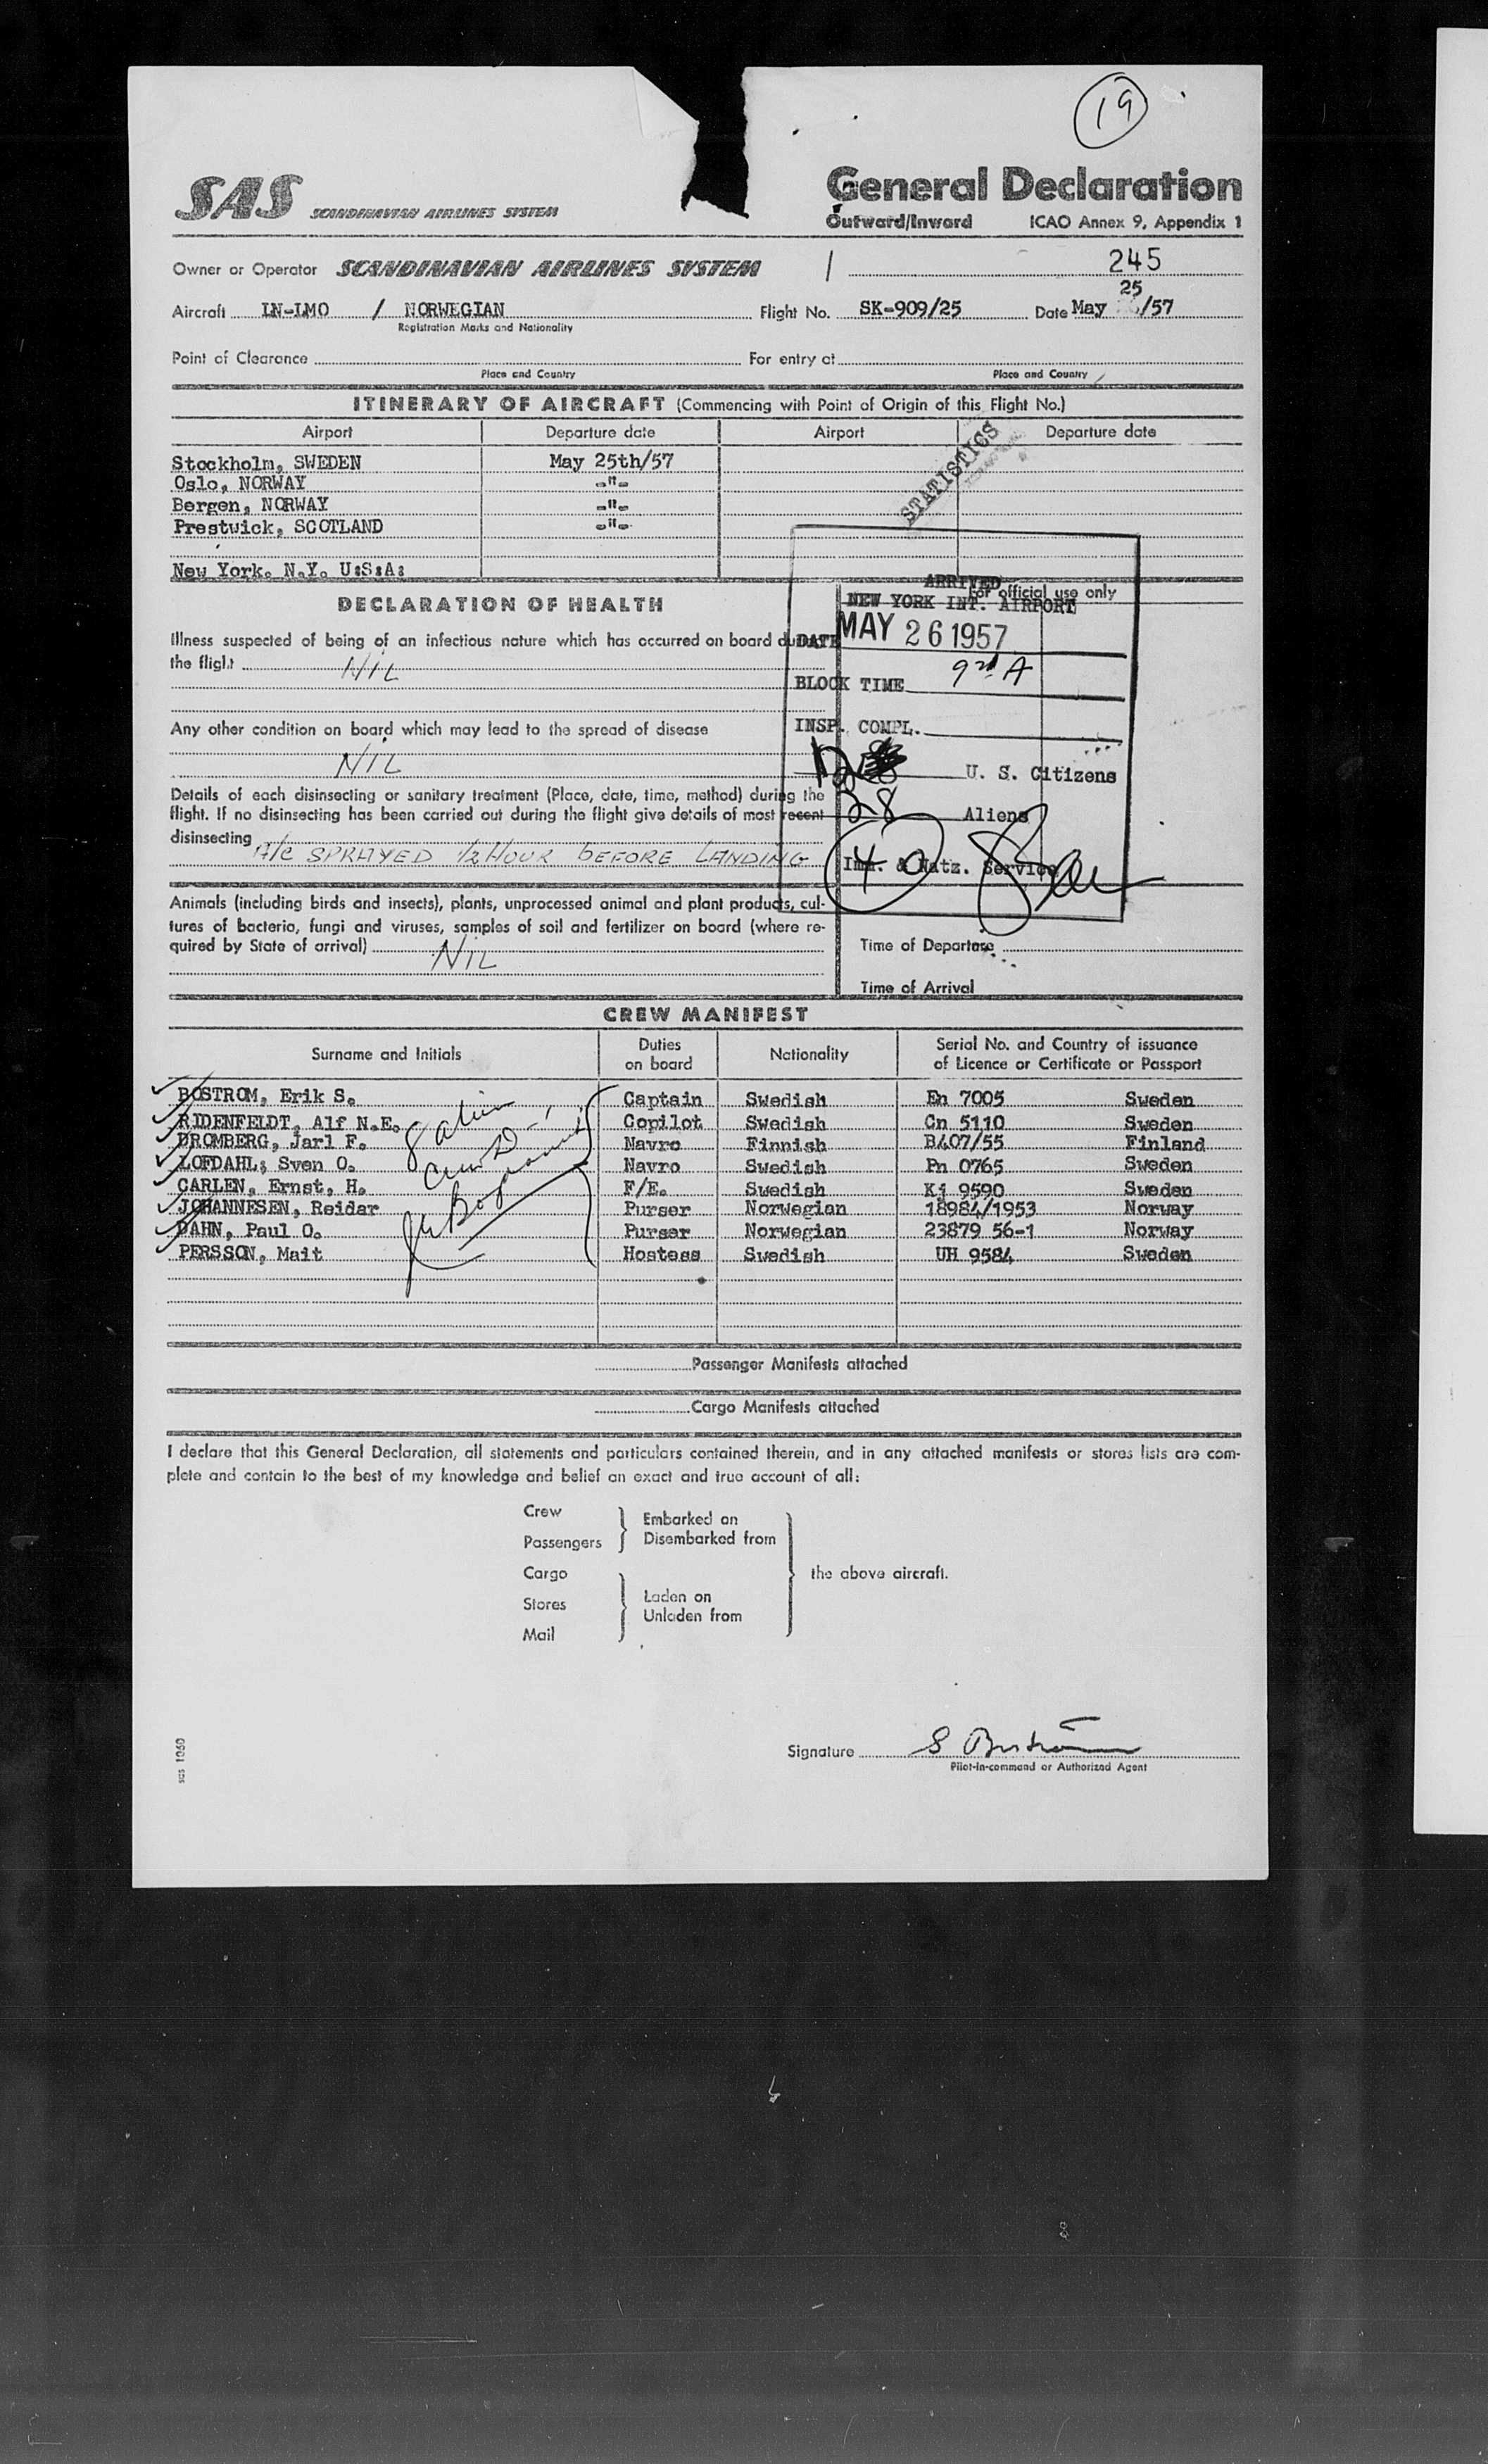 19
SAS SCANDINAVIAN AIRLINES SYSTEM
General Declaration
Outward/Inward ICAO Annex 9, Appendix 1
Owner or Operator SCANDINAVIAN AIRLINES SYSTEM 245
Aircraft LN-LMO / NORWEGIAN Flight No. SK-909/25 Date May 25/57
Registration Marks and Nationality
Point of Clearance For entry at
Place and Country Place and Country
ITINERARY OF AIRCRAFT (Commencing with Point of Origin of this Flight No.)
Airport Departure date Airport Departure date
Stockholm, SWEDEN May 25th/57
Oslo, NORWAY -"-
Bergen, NORWAY -"-
Prestwick, SCOTLAND -"-
New York. N.Y. U:S:A:
STATISTICS
DECLARATION OF HEALTH
Illness suspected of being of an infectious nature which has occurred on board during
the flight NIL
Any other condition on board which may lead to the spread of disease
NIL
Details of each disinsecting or sanitary treatment (Place, date, time, method) during the
flight. If no disinsecting has been carried out during the flight give details of most recent
disinsecting
A/C SPRAYED 1/2 HOUR BEFORE LANDING
Animals (including birds and insects), plants, unprocessed animal and plant products, cul-
tures of bacteria, fungi and viruses, samples of soil and fertilizer on board (where re-
quired by State of arrival) NIL
For official use only
ARRIVED
NEW YORK INT. AIRPORT
DATE MAY 26 1957
BLOCK TIME A
INSP. COMPL.
U. S. Citizens
38 Aliens
40
Imm. & Natz. Service
Time of Departure
Time of Arrival
CREW MANIFEST
Surname and Initials Duties on board Nationality Serial No. and Country of issuance of Licence or Certificate or Passport
BOSTROM, Erik S. Captain Swedish En 7005 Sweden
RIDENFELDT, Alf N.E. Copilot Swedish Cn 5110 Sweden
BROMBERG, Jarl F. Navro Finnish B407/55 Finland
LOFDAHL, Sven O. Navro Swedish Pn 0765 Sweden
CARLEN, Ernst, H. F/E. Swedish Kj 9590 Sweden
JOHANNESEN, Reidar Purser Norwegian 18984/1953 Norway
DAHN, Paul O. Purser Norwegian 23879 56-1 Norway
PERSSON, Mait Hostess Swedish UH 9584 Sweden
8 alien
crew
Passenger Manifests attached
Cargo Manifests attached
I declare that this General Declaration, all statements and particulars contained therein, and in any attached manifests or stores lists are com-
plete and contain to the best of my knowledge and belief an exact and true account of all:
Crew
Passengers
Embarked on
Disembarked from
Cargo
Stores
Mail
Laden on
Unladen from
the above aircraft.
Signature S Boström
Pilot-in-command or Authorized Agent
sas 1050